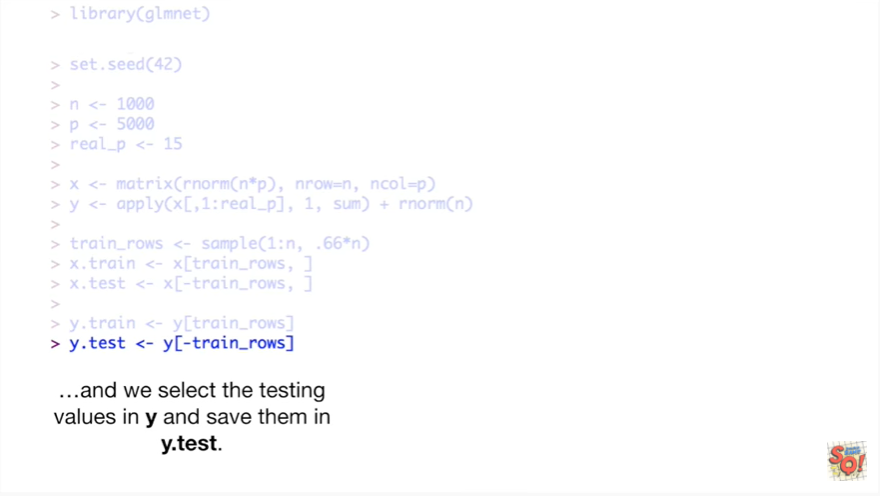 > library(glmnet)
> set.seed(42)
>
> n <- 1000
> p <- 5000
> real_p <- 15
>
> x <- matrix(rnorm(n*p), nrow=n, ncol=p)
> y <- apply(x[,1:real_p], 1, sum) + rnorm(n)
>
> train_rows <- sample(1:n, .66*n)
> x.train <- x[train_rows, ]
> x.test <- x[-train_rows, ]
>
> y.train <- y[train_rows]
> y.test <- y[-train_rows]
…and we select the testing
values in y and save them in
y.test.
SQ!